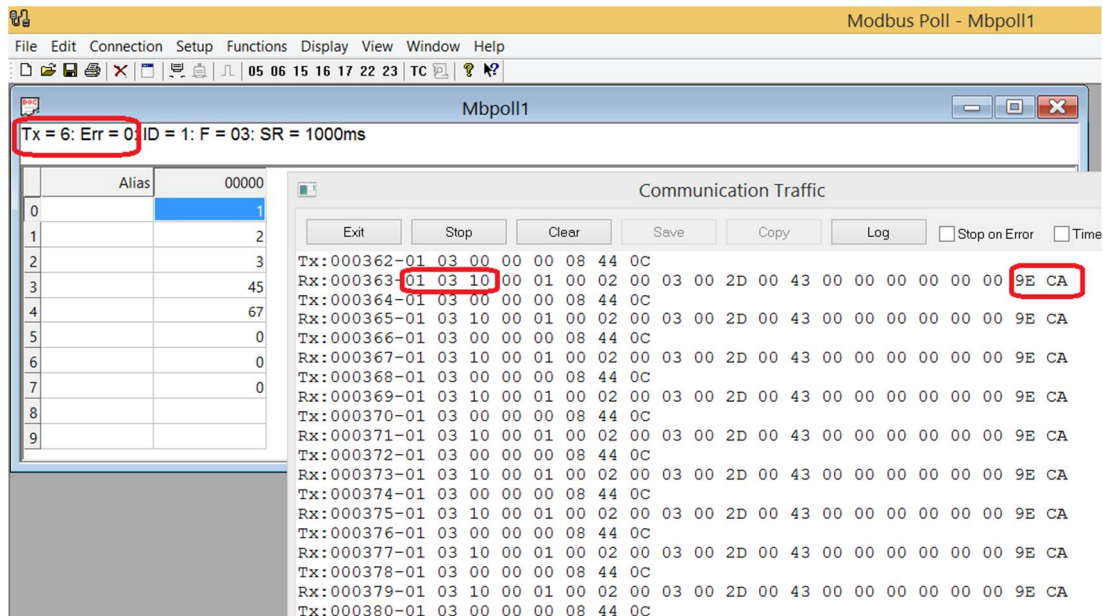 Modbus Poll - Mbpoll1
File Edit Connection Setup Functions Display View Window Help
05 06 15 16 17 22 23 TC
Mbpoll1
Tx = 6: Err = 0: ID = 1: F = 03: SR = 1000ms
Alias 00000
0 1
1 2
2 3
3 45
4 67
5 0
6 0
7 0
8
9
Communication Traffic
Exit Stop Clear Save Copy Log Stop on Error Time
Tx:000362-01 03 00 00 00 08 44 0C
Rx:000363-01 03 10 00 01 00 02 00 03 00 2D 00 43 00 00 00 00 00 00 9E CA
Tx:000364-01 03 00 00 00 08 44 0C
Rx:000365-01 03 10 00 01 00 02 00 03 00 2D 00 43 00 00 00 00 00 00 9E CA
Tx:000366-01 03 00 00 00 08 44 0C
Rx:000367-01 03 10 00 01 00 02 00 03 00 2D 00 43 00 00 00 00 00 00 9E CA
Tx:000368-01 03 00 00 00 08 44 0C
Rx:000369-01 03 10 00 01 00 02 00 03 00 2D 00 43 00 00 00 00 00 00 9E CA
Tx:000370-01 03 00 00 00 08 44 0C
Rx:000371-01 03 10 00 01 00 02 00 03 00 2D 00 43 00 00 00 00 00 00 9E CA
Tx:000372-01 03 00 00 00 08 44 0C
Rx:000373-01 03 10 00 01 00 02 00 03 00 2D 00 43 00 00 00 00 00 00 9E CA
Tx:000374-01 03 00 00 00 08 44 0C
Rx:000375-01 03 10 00 01 00 02 00 03 00 2D 00 43 00 00 00 00 00 00 9E CA
Tx:000376-01 03 00 00 00 08 44 0C
Rx:000377-01 03 10 00 01 00 02 00 03 00 2D 00 43 00 00 00 00 00 00 9E CA
Tx:000378-01 03 00 00 00 08 44 0C
Rx:000379-01 03 10 00 01 00 02 00 03 00 2D 00 43 00 00 00 00 00 00 9E CA
Tx:000380-01 03 00 00 00 08 44 0C